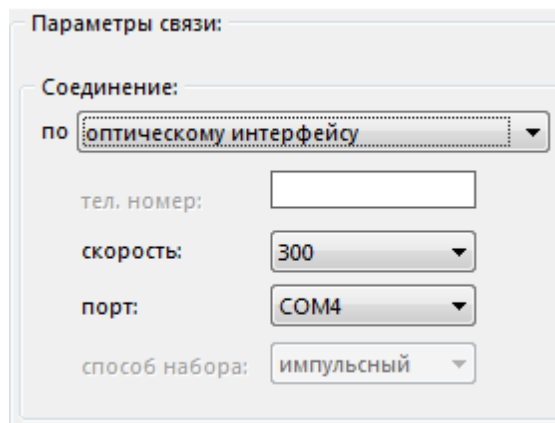 Параметры связи:
Соединение:
по оптическому интерфейсу
тел. номер:
скорость: 300
порт: COM4
способ набора: импульсный